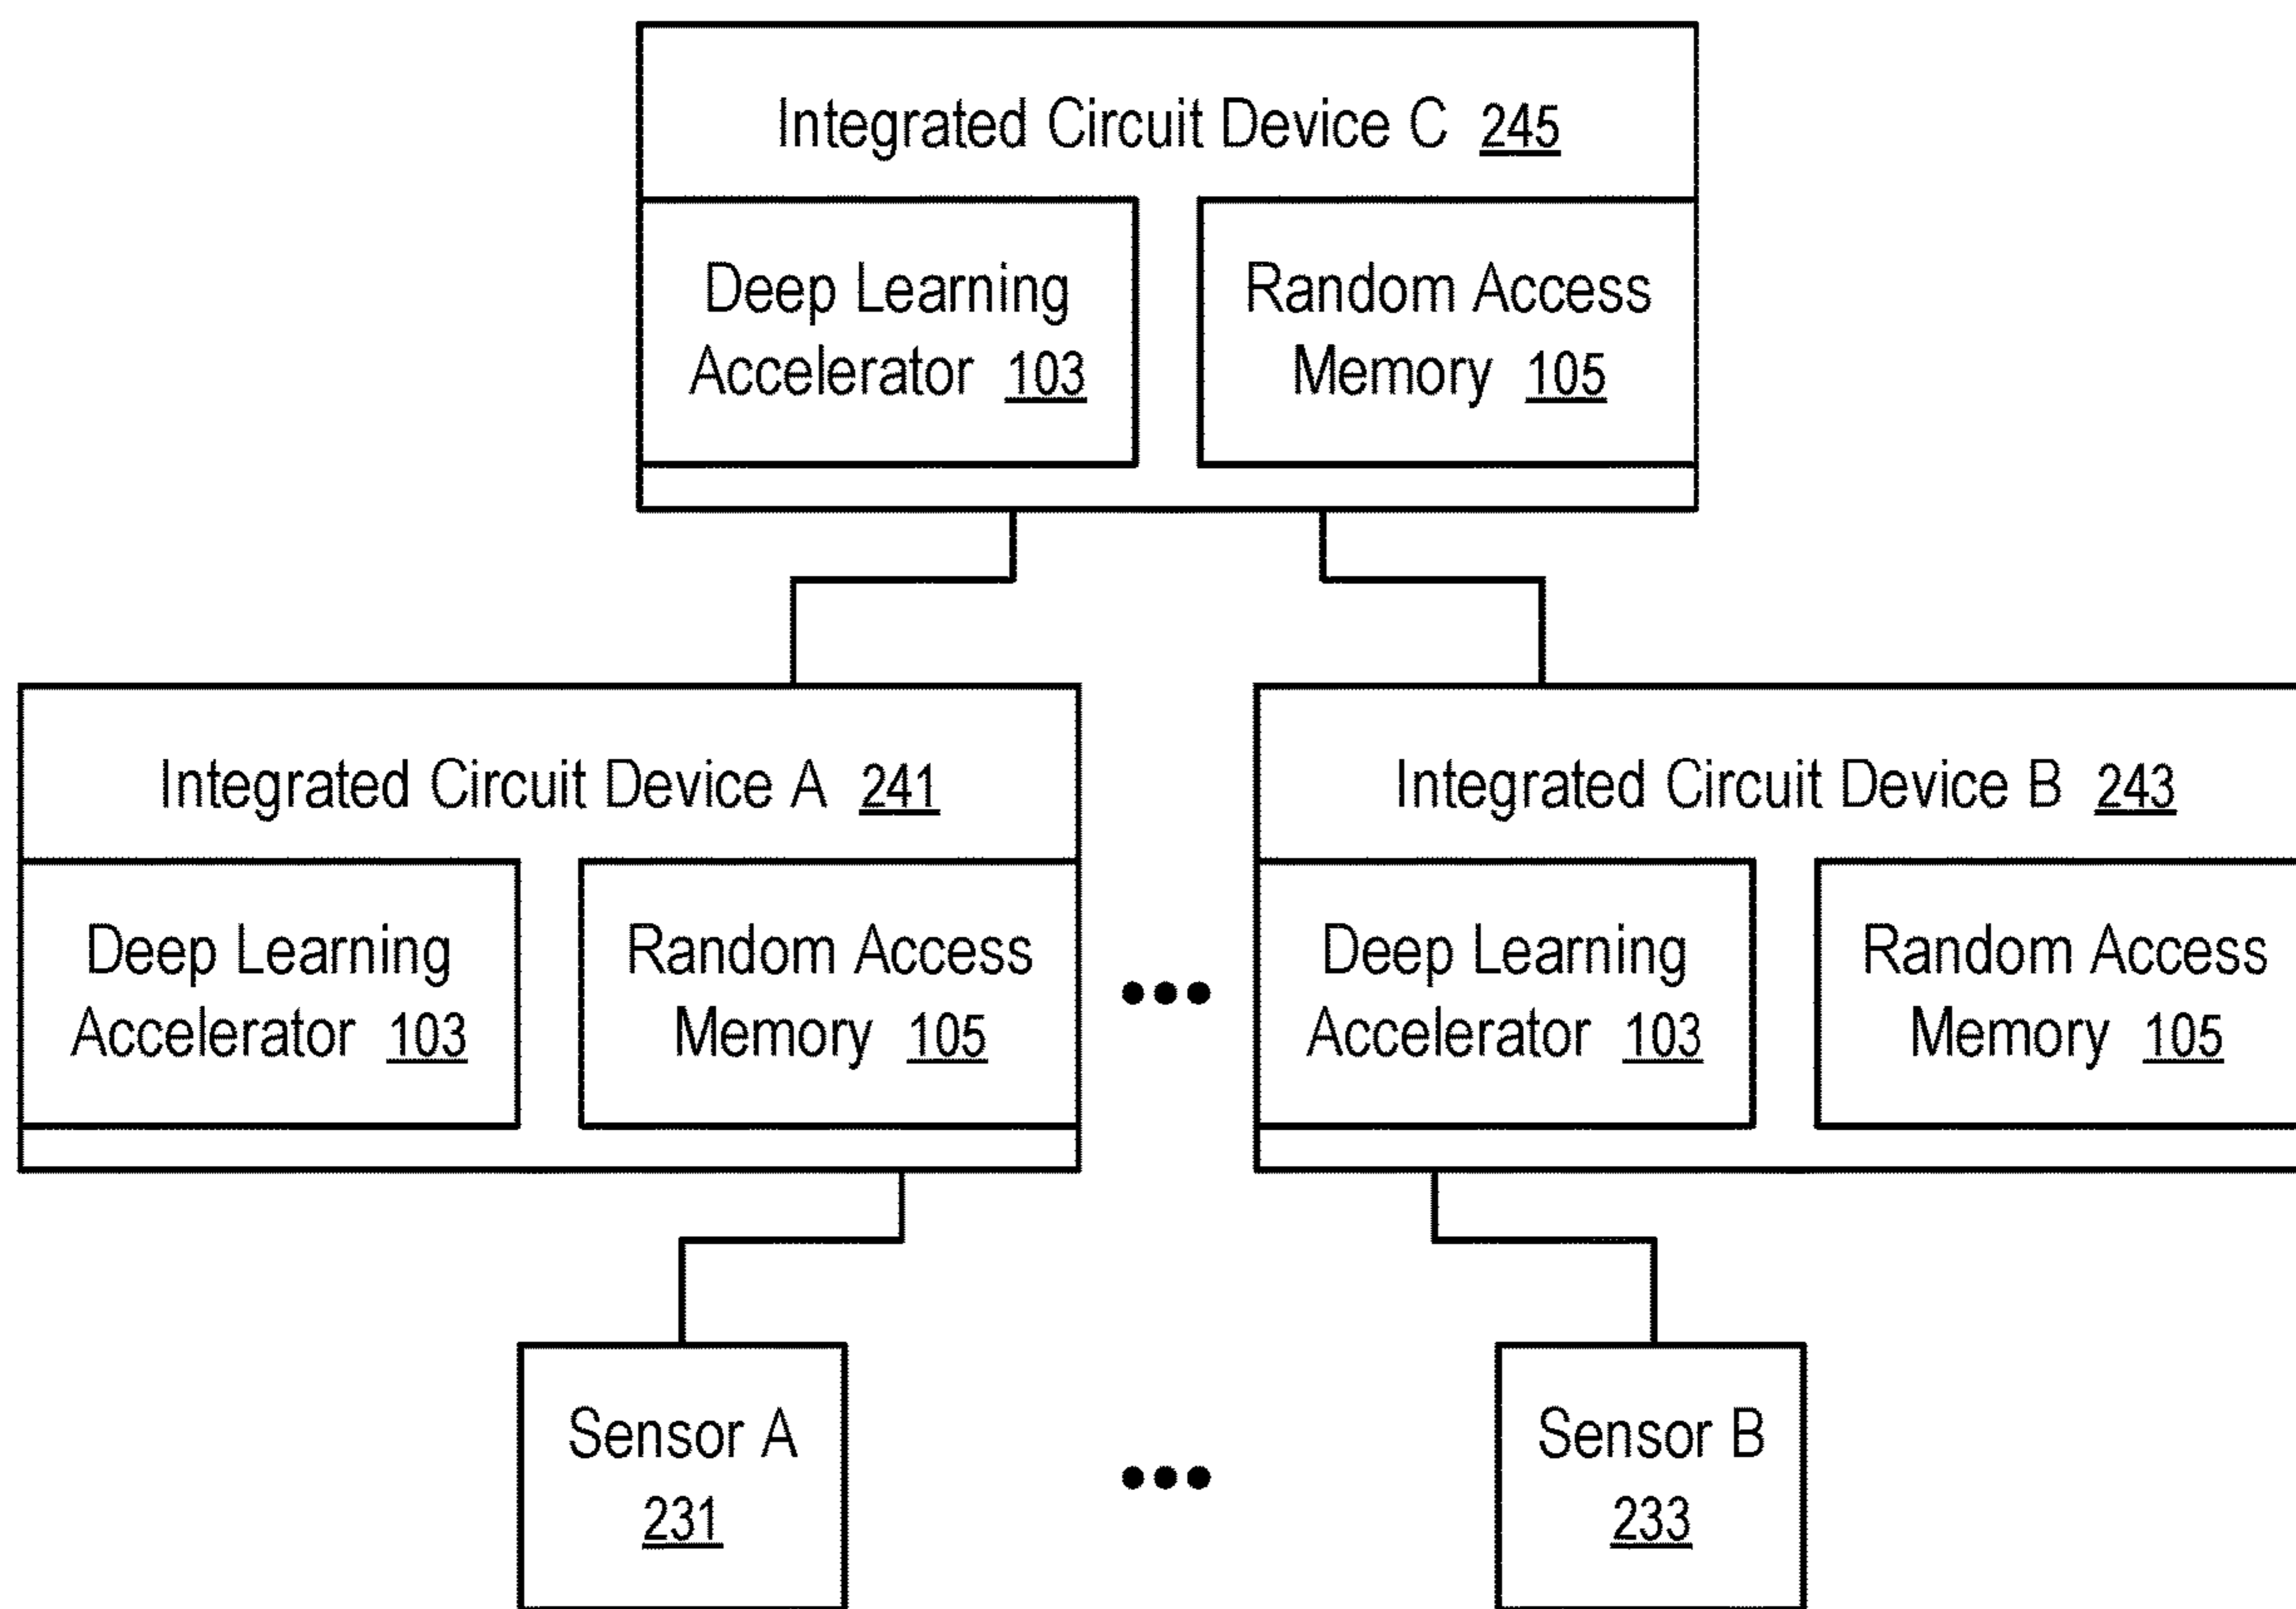 Integrated Circuit Device C 245
Deep Learning
Accelerator 103
Random Access
Memory 105
Integrated Circuit Device A 241
Deep Learning
Accelerator 103
Random Access
Memory 105
•••
Integrated Circuit Device B 243
Deep Learning
Accelerator 103
Random Access
Memory 105
Sensor A
231
•••
Sensor B
233